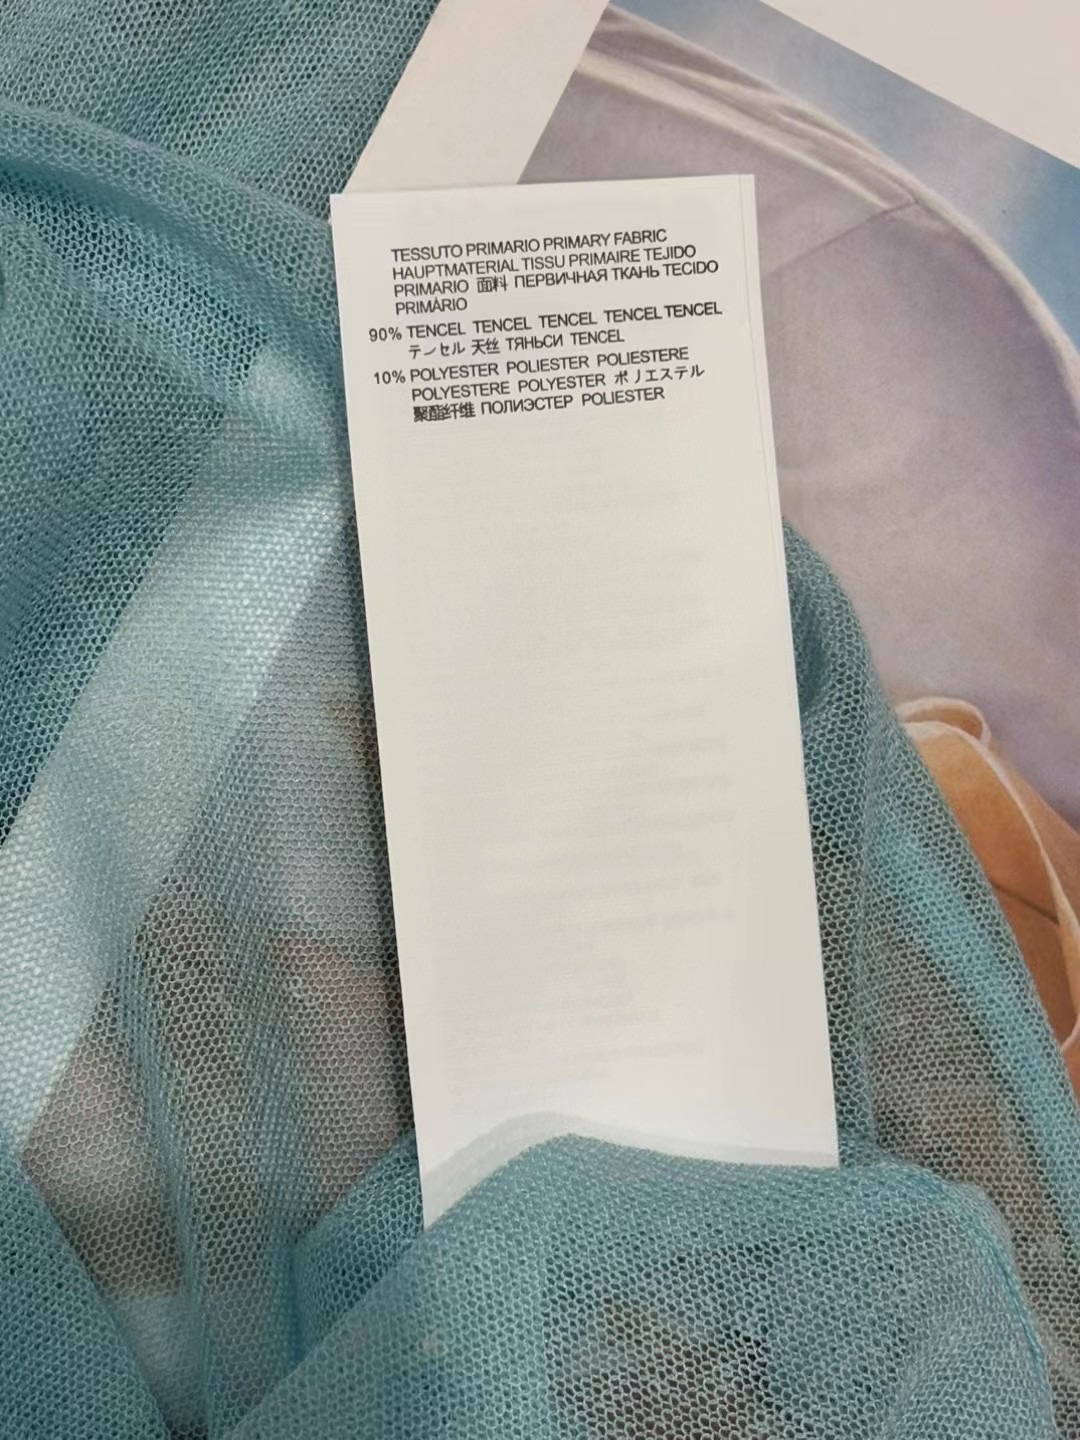 TESSUTO PRIMARIO PRIMARY FABRIC
HAUPTMATERIAL TISSU PRIMAIRE TEJIDO
PRIMARIO 面料 ПЕРВИЧНАЯ ТКАНЬ TECIDO
PRIMÁRIO
90% TENCEL TENCEL TENCEL TENCEL TENCEL
テンセル 天丝 ТЯНЬСИ TENCEL
10% POLYESTER POLIESTER POLIESTERE
POLYESTERE POLYESTER ポリエステル
聚酯纤维 ПОЛИЭСТЕР POLIESTER